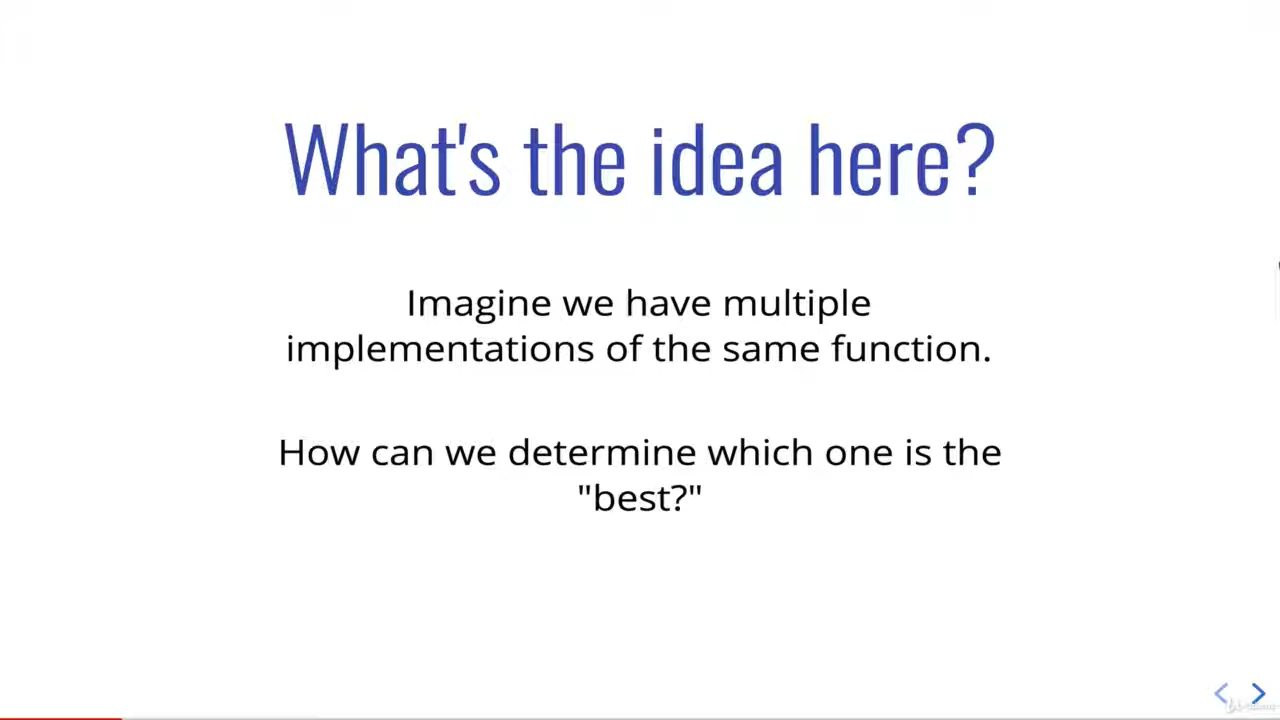 What's the idea here?
Imagine we have multiple
implementations of the same function.
How can we determine which one is the
"best?"